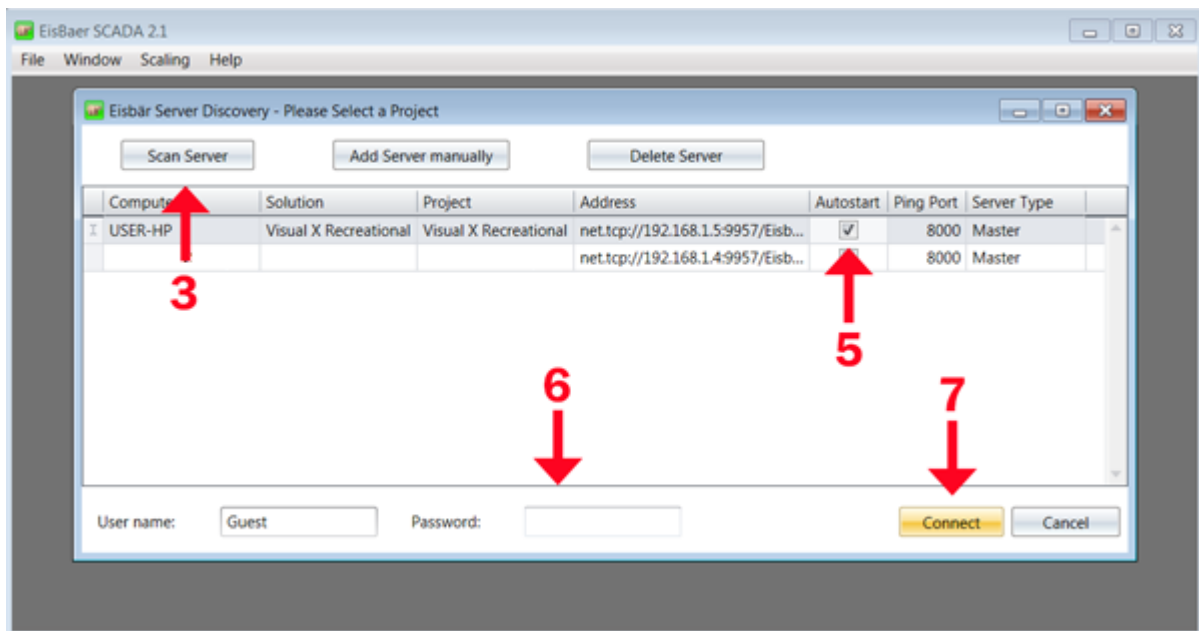 EisBaer SCADA 2.1
File Window Scaling Help
Eisbär Server Discovery - Please Select a Project
Scan Server Add Server manually Delete Server
Compute Solution Project Address Autostart Ping Port Server Type
USER-HP Visual X Recreational Visual X Recreational net.tcp://192.168.1.5:9957/Eisb... 8000 Master
net.tcp://192.168.1.4:9957/Eisb... 8000 Master
3
5
6
7
User name: Guest Password: Connect Cancel